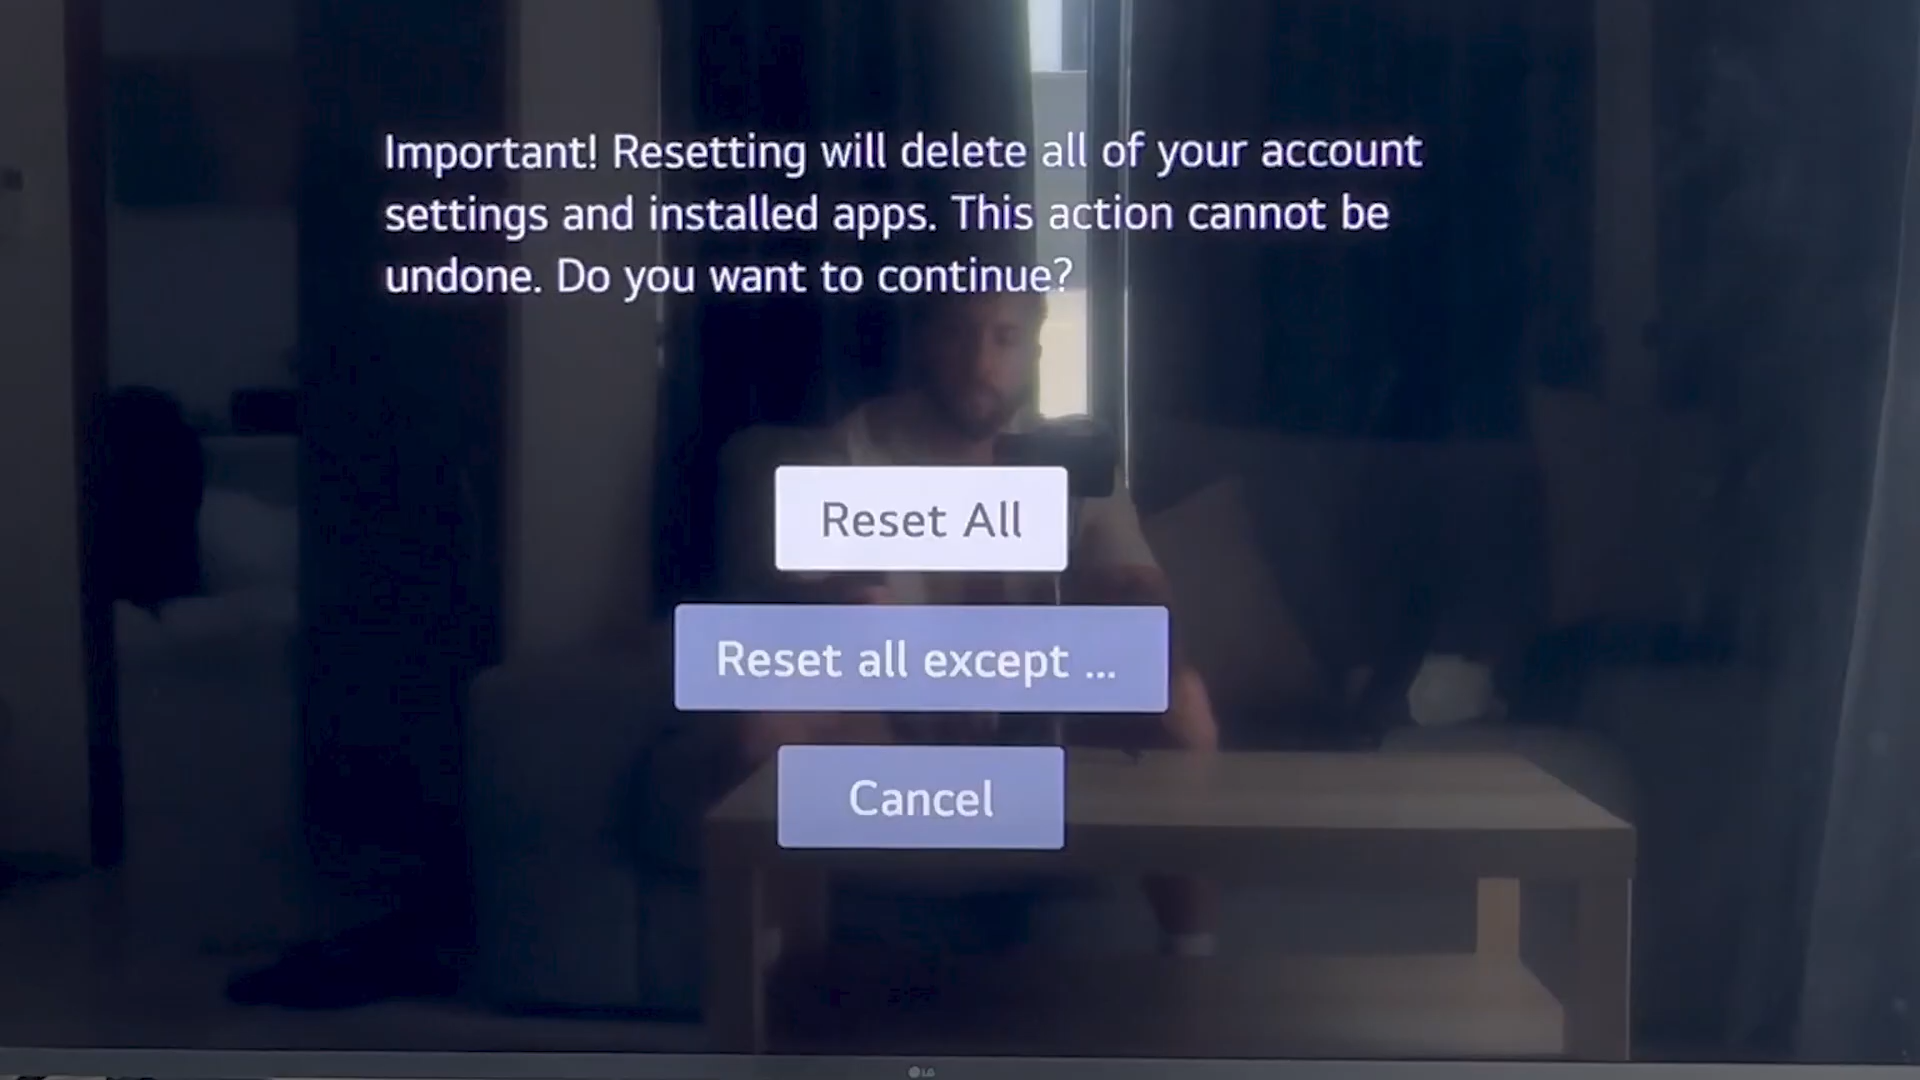 Important! Resetting will delete all of your account
settings and installed apps. This action cannot be
undone. Do you want to continue?
Reset All
Reset all except ...
Cancel
LG